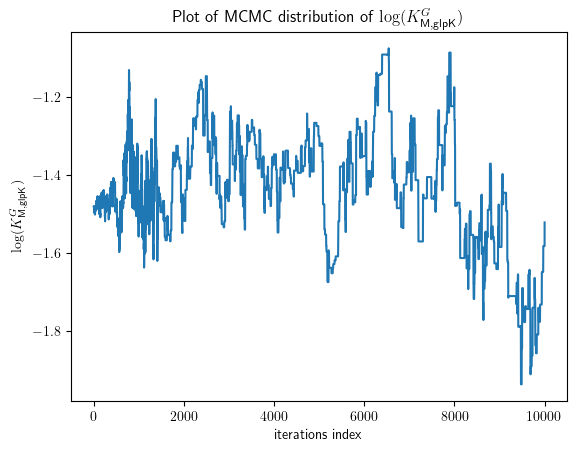 Plot of MCMC distribution of log(K^G_{M,glpK})
log(K^G_{M,glpK})
−1.2
−1.4
−1.6
−1.8
0 2000 4000 6000 8000 10000
iterations index